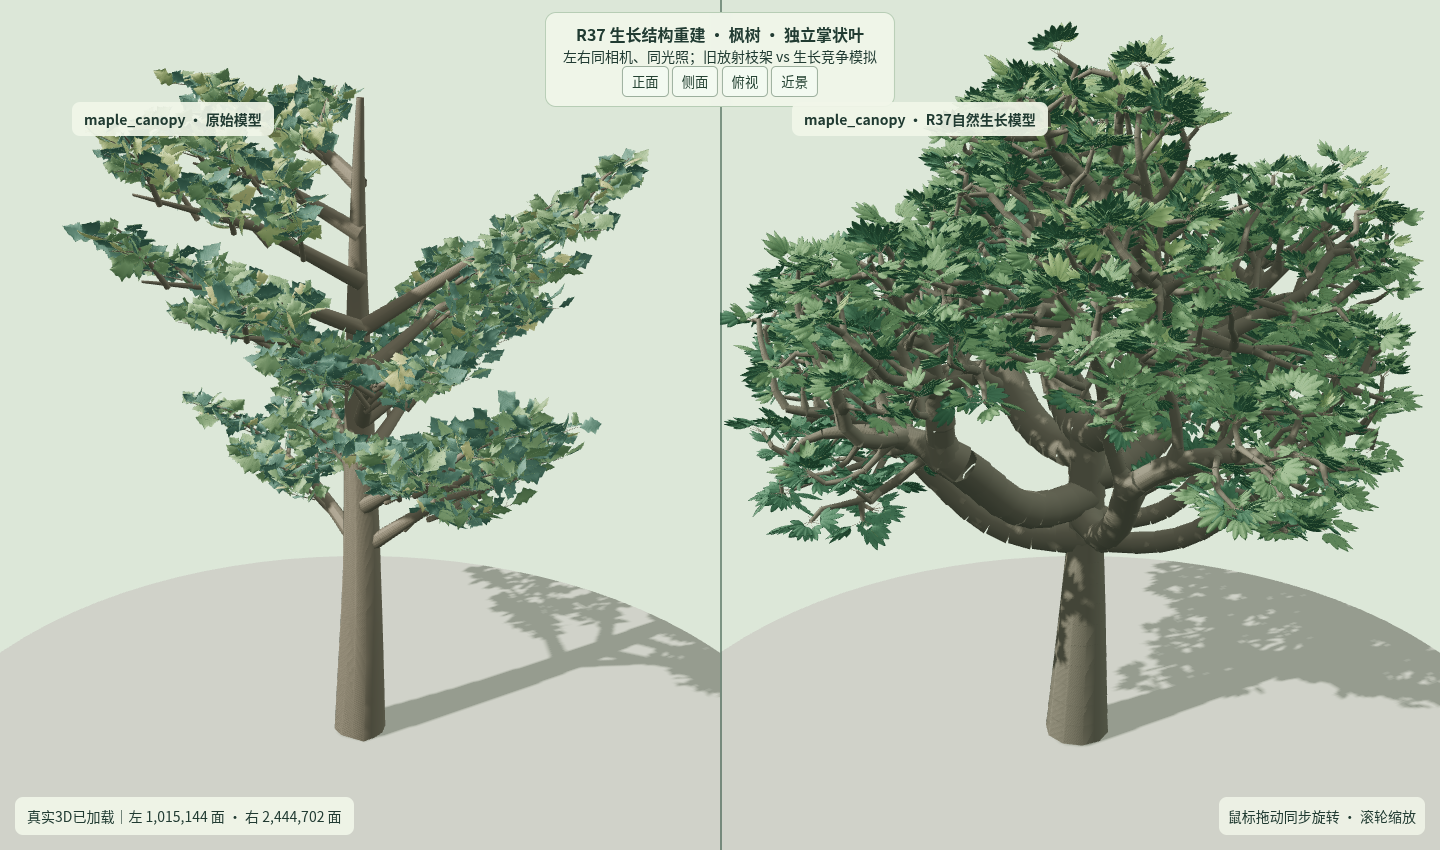 R37 生长结构重建 · 枫树 · 独立掌状叶
左右同相机、同光照；旧放射枝架 vs 生长竞争模拟
正面 侧面 俯视 近景
maple_canopy · 原始模型
maple_canopy · R37自然生长模型
真实3D已加载｜左 1,015,144 面 · 右 2,444,702 面
鼠标拖动同步旋转 · 滚轮缩放